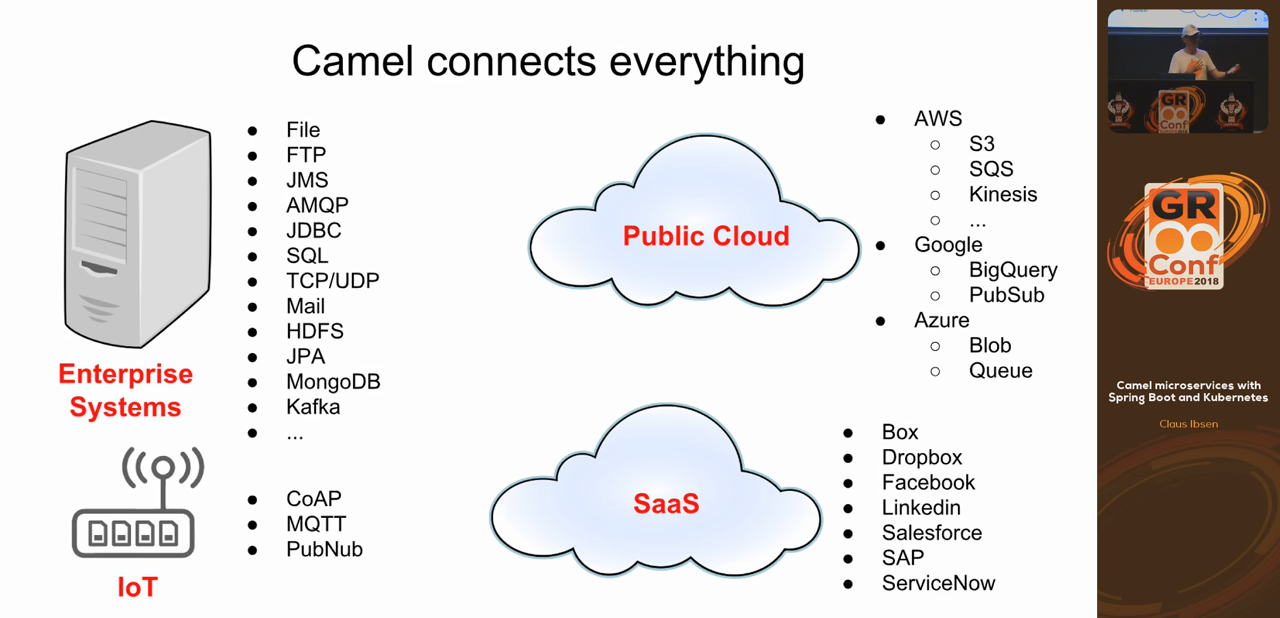 Camel connects everything
File
FTP
JMS
AMQP
JDBC
SQL
TCP/UDP
Mail
HDFS
JPA
MongoDB
Kafka
...
Enterprise
Systems
CoAP
MQTT
PubNub
IoT
Public Cloud
AWS
S3
SQS
Kinesis
...
Google
BigQuery
PubSub
Azure
Blob
Queue
SaaS
Box
Dropbox
Facebook
Linkedin
Salesforce
SAP
ServiceNow
GR
Conf
GR
Conf
EUROPE 2018
Camel microservices with
Spring Boot and Kubernetes
Claus Ibsen